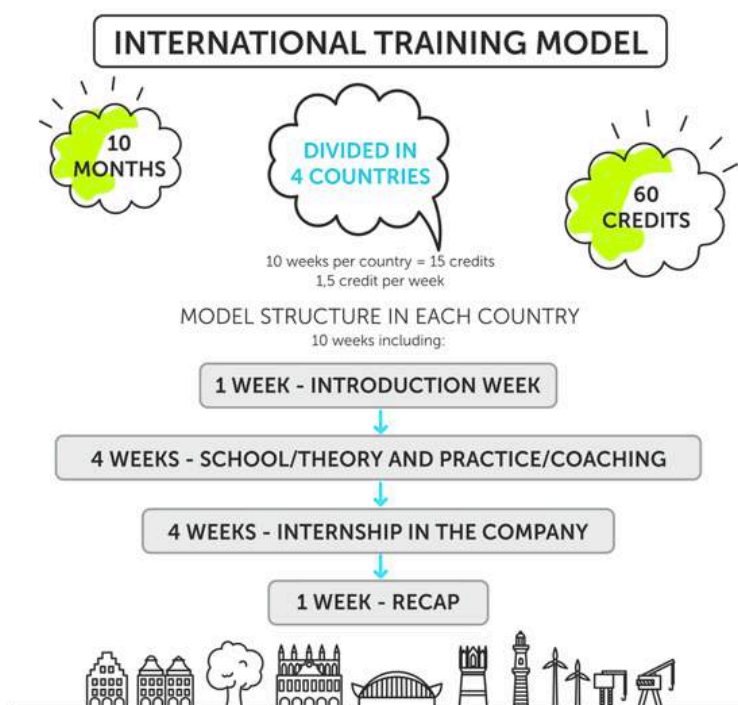 INTERNATIONAL TRAINING MODEL
10
MONTHS
DIVIDED IN
4 COUNTRIES
60
CREDITS
10 weeks per country = 15 credits
1,5 credit per week
MODEL STRUCTURE IN EACH COUNTRY
10 weeks including:
1 WEEK - INTRODUCTION WEEK
4 WEEKS - SCHOOL/THEORY AND PRACTICE/COACHING
4 WEEKS - INTERNSHIP IN THE COMPANY
1 WEEK - RECAP